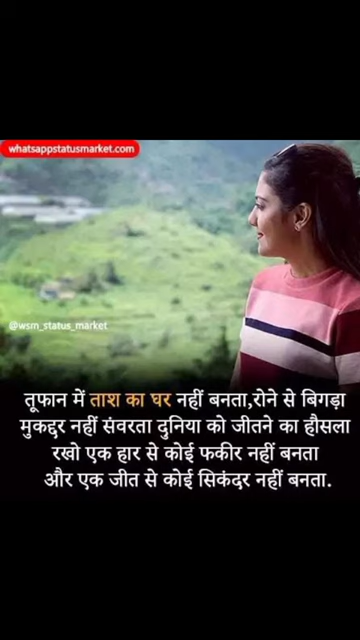 whatsappstatusmarket.com
@wsm_status_market
तूफान में ताश का घर नहीं बनता,रोने से बिगड़ा
मुकद्दर नहीं संवरता दुनिया को जीतने का हौसला
रखो एक हार से कोई फकीर नहीं बनता
और एक जीत से कोई सिकंदर नहीं बनता.